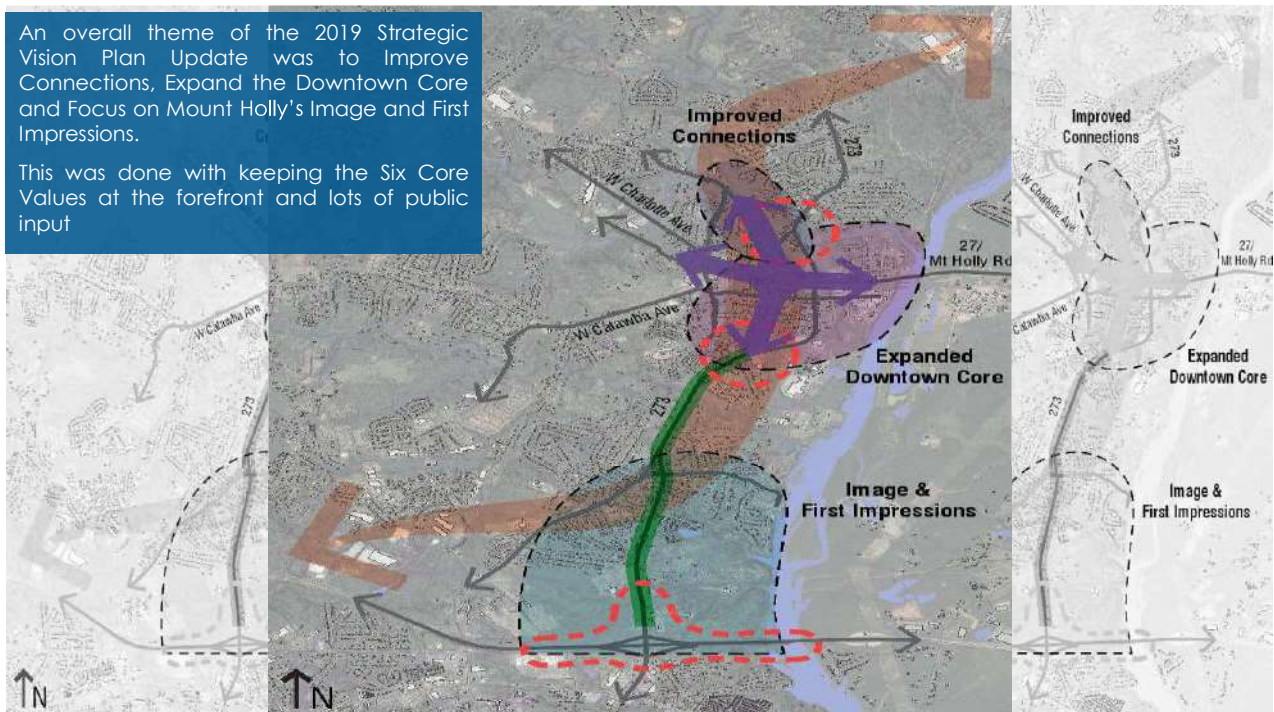 An overall theme of the 2019 Strategic
Vision Plan Update was to Improve
Connections, Expand the Downtown Core
and Focus on Mount Holly's Image and First
Impressions.
This was done with keeping the Six Core
Values at the forefront and lots of public
input
Improved
Connections
273
W Charlotte Ave
27/
Mt Holly Rd
W Catawba Ave
Expanded
Downtown Core
273
Image &
First Impressions
N
273
N
Improved
Connections
273
W Charlotte Ave
27/
Mt Holly Rd
Catawba Ave
Expanded
Downtown Core
273
Image &
First Impressions